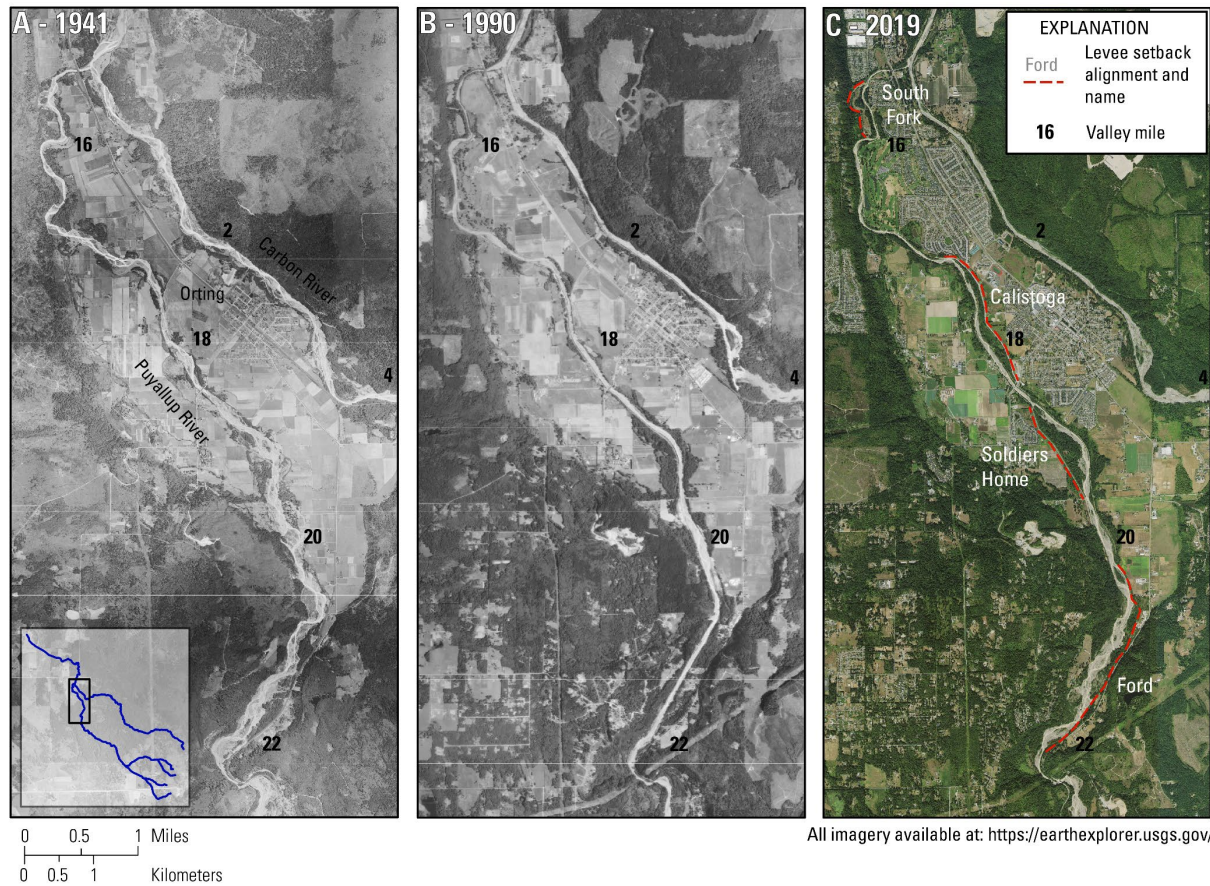 A - 1941
16
2
Carbon River
Orting
18
4
Puyallup River
20
22
0 0.5 1 Miles
0 0.5 1 Kilometers
B - 1990
16
2
18
4
20
22
C - 2019
EXPLANATION
Ford
Levee setback
alignment and
name
16 Valley mile
South
Fork
16
2
Calistoga
18
4
Soldiers
Home
20
Ford
22
All imagery available at: https://earthexplorer.usgs.gov/